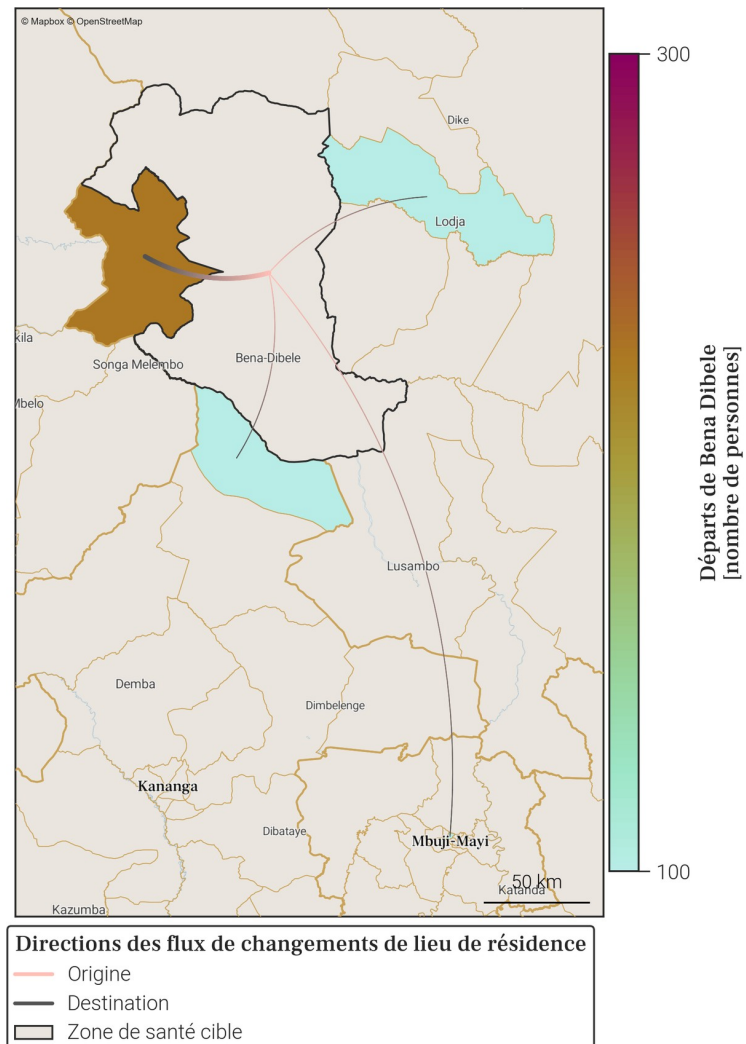 © Mapbox © OpenStreetMap
300
Dike
Lodja
kila
Songa Melembo
Bena-Dibele
Mbelo
Départs de Bena Dibele
[nombre de personnes]
Lusambo
Demba
Dimbelenge
Kananga
Dibataye
Mbuji-Mayi
50 km
Katanda
100
Kazumba
Directions des flux de changements de lieu de résidence
Origine
Destination
Zone de santé cible